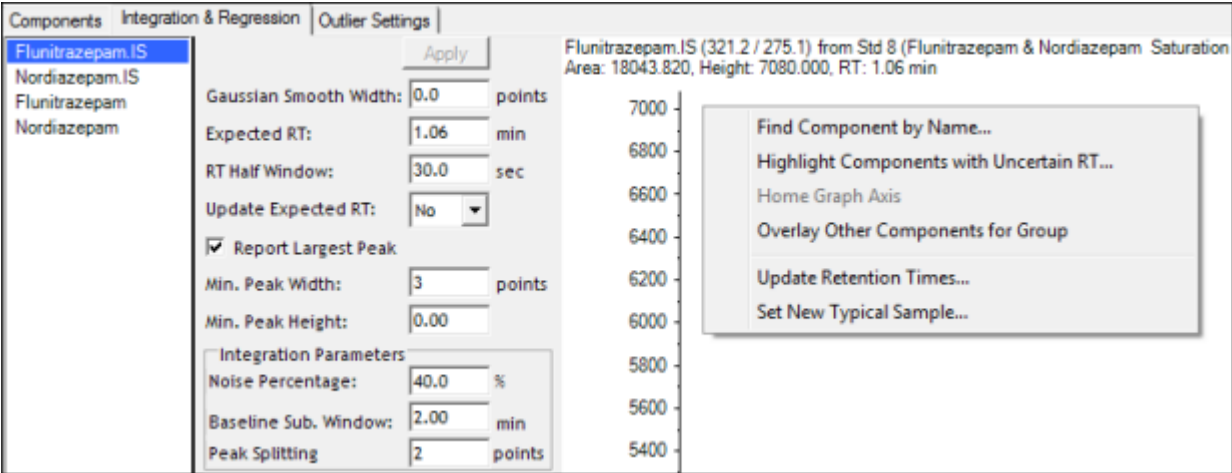 Components Integration & Regression Outlier Settings
Flunitrazepam.IS
Nordiazepam.IS
Flunitrazepam
Nordiazepam
Apply
Gaussian Smooth Width: 0.0 points
Expected RT: 1.06 min
RT Half Window: 30.0 sec
Update Expected RT: No
Report Largest Peak
Min. Peak Width: 3 points
Min. Peak Height: 0.00
Integration Parameters
Noise Percentage: 40.0 %
Baseline Sub. Window: 2.00 min
Peak Splitting 2 points
Flunitrazepam.IS (321.2 / 275.1) from Std 8 (Flunitrazepam & Nordiazepam Saturation
Area: 18043.820, Height: 7080.000, RT: 1.06 min
7000
6800
6600
6400
6200
6000
5800
5600
5400
Find Component by Name...
Highlight Components with Uncertain RT...
Home Graph Axis
Overlay Other Components for Group
Update Retention Times...
Set New Typical Sample...